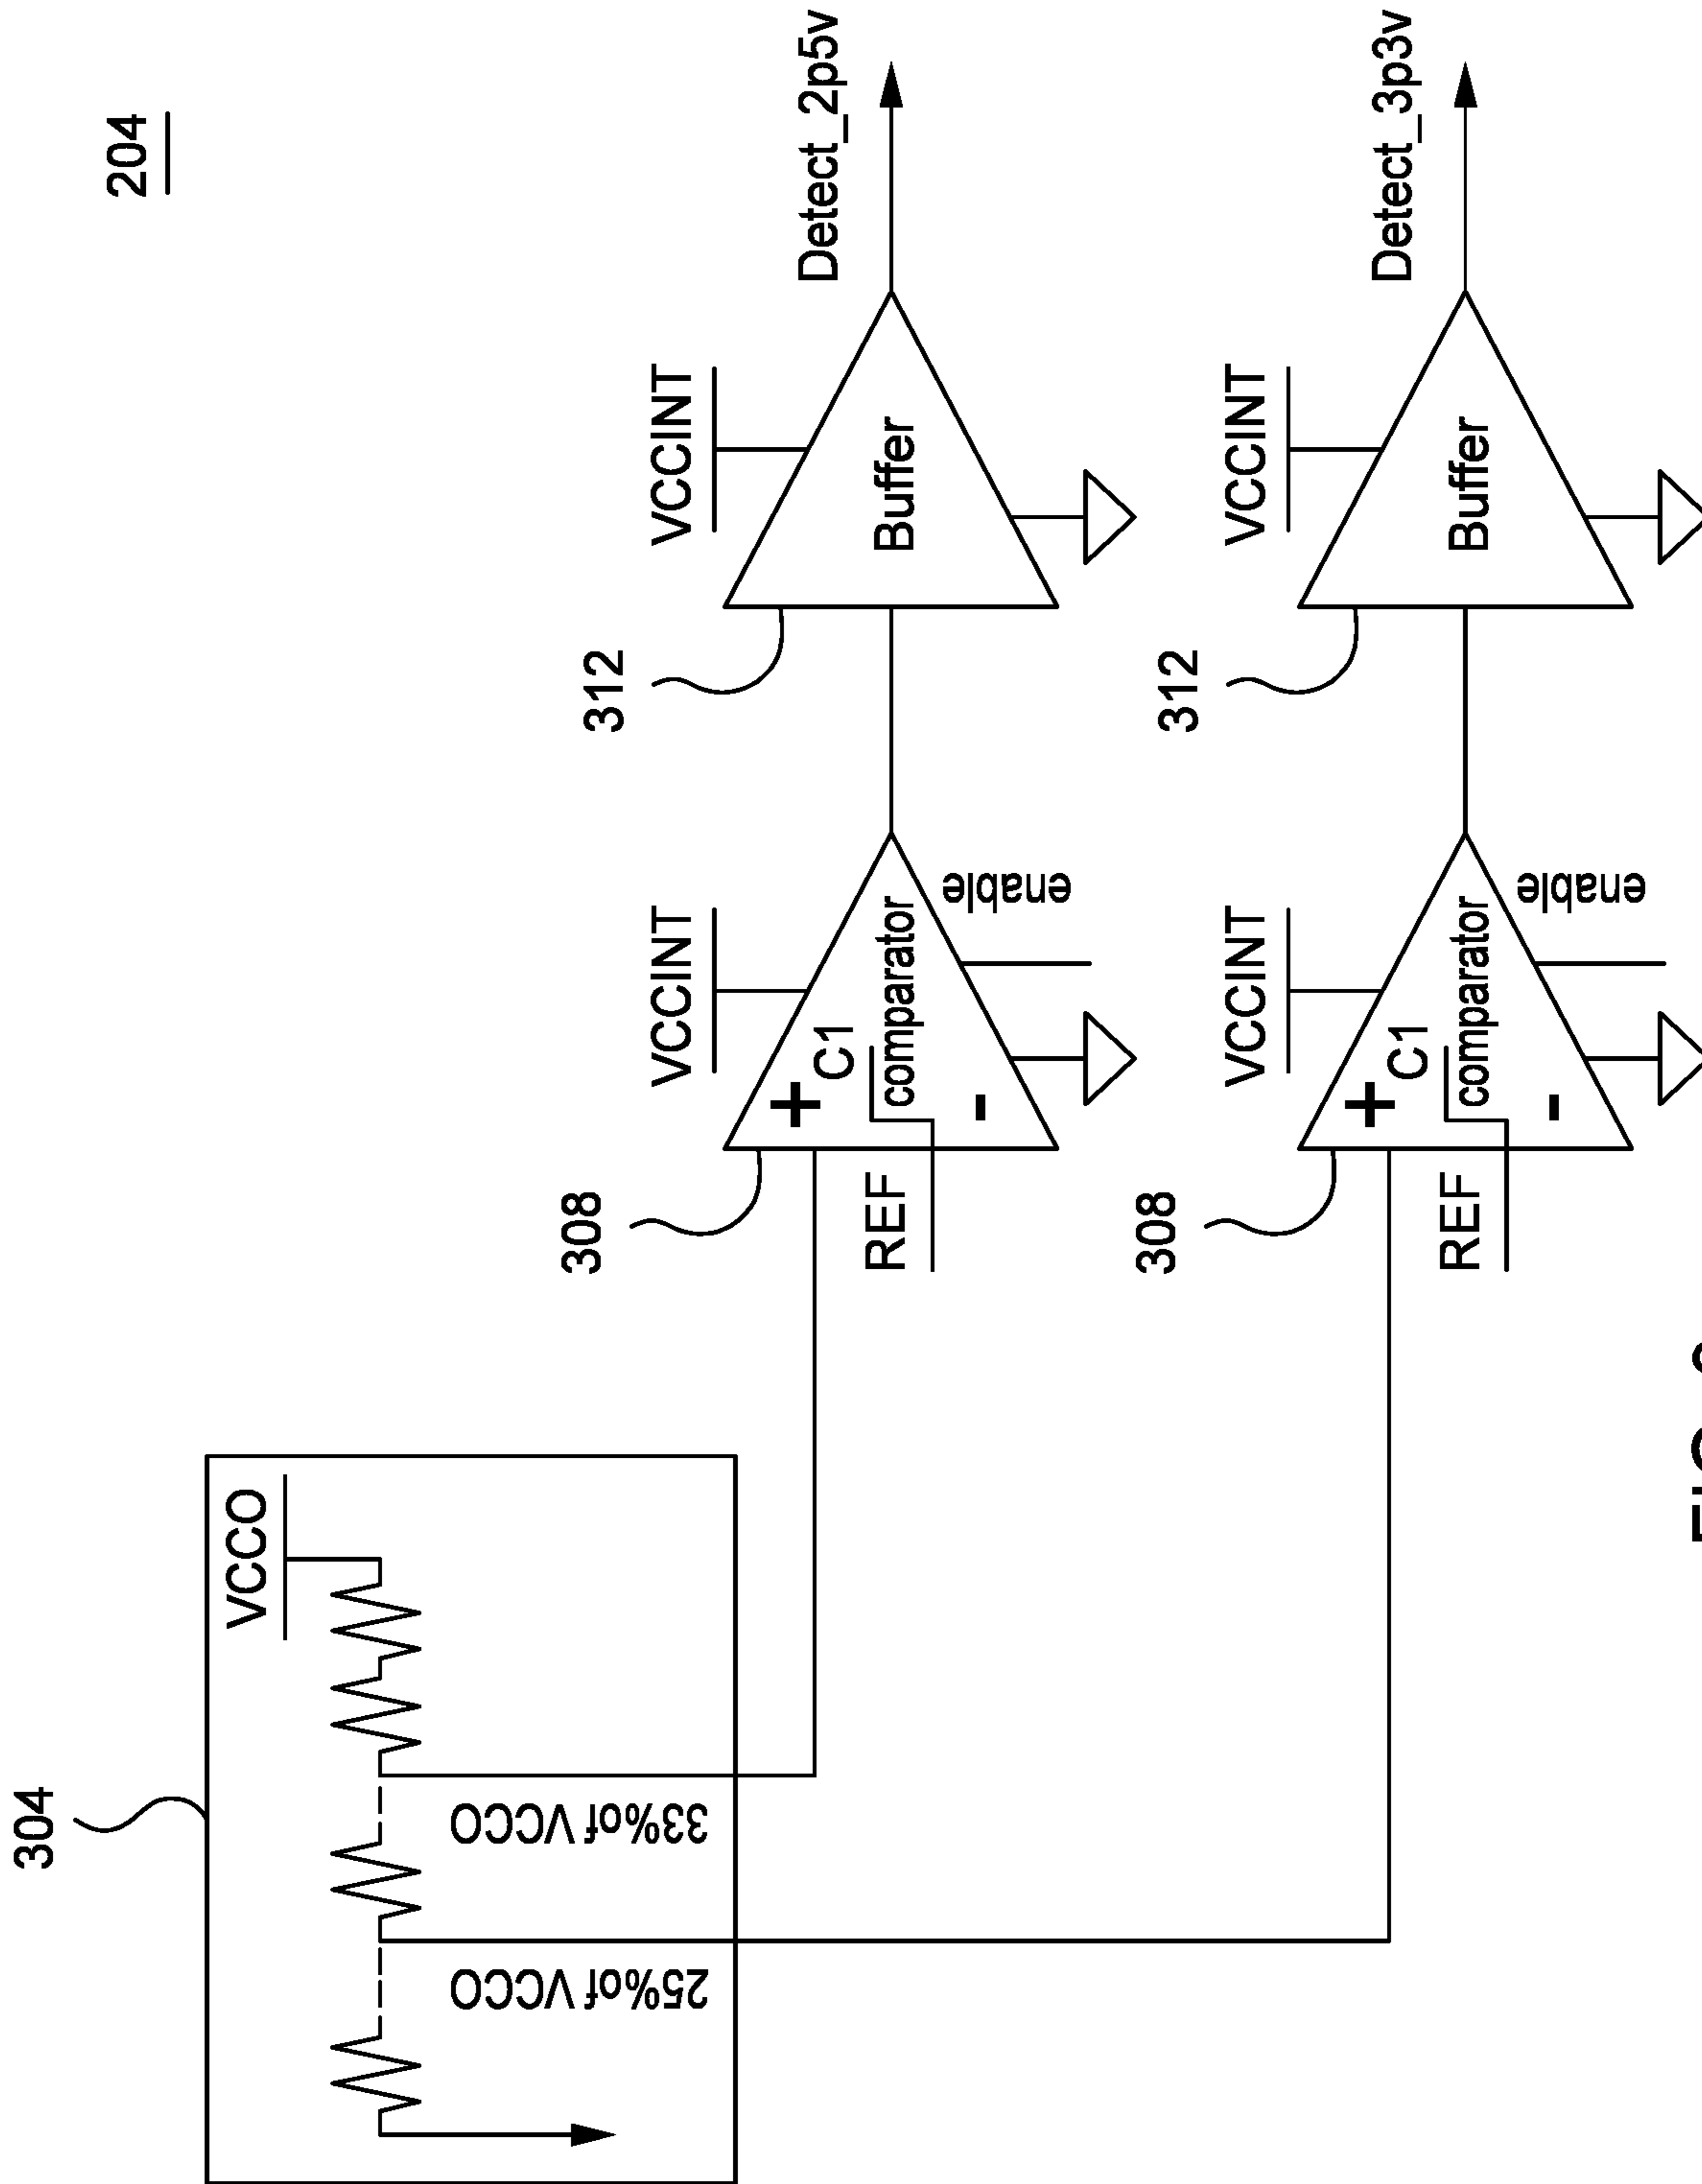 204
304
VCCO
33%of VCCO
25%of VCCO
308
REF
+
C1
comparator
-
VCCINT
enable
312
VCCINT
Buffer
Detect_2p5v
308
REF
+
C1
comparator
-
VCCINT
enable
312
VCCINT
Buffer
Detect_3p3v